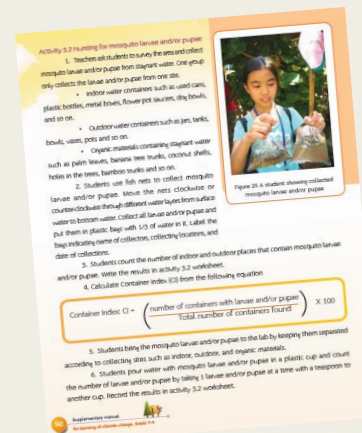 Activity 3.2 Hunting for mosquito larvae and/or pupae
1. Teachers ask students to survey the area and collect
mosquito larvae and/or pupae from stagnant water. One group
only collects the larvae and/or pupae from one site.
• Indoor water containers such as used cans,
plastic bottles, metal boxes, flower pot saucers, dog bowls,
and so on.
• Outdoor water containers such as jars, tanks,
bowls, vases, pots and so on.
• Organic materials containing stagnant water
such as palm leaves, banana tree trunks, coconut shells,
holes in the trees, bamboo trunks and so on.
2. Students use fish nets to collect mosquito
larvae and/or pupae. Move the nets clockwise or
counterclockwise through different water layers from surface
water to bottom water. Collect all larvae and/or pupae and
put them in plastic bags with 1/3 of water in it. Label the
bags indicating name of collectors, collecting locations, and
date of collections.
Figure 25 A student showing collected
mosquito larvae and/or pupae
3. Students count the number of indoor and outdoor places that contain mosquito larvae
and/or pupae. Write the results in activity 3.2 worksheet.
4. Calculate Container Index (CI) from the following equation
Container Index CI = ( number of containers with larvae and/or pupae
Total number of containers found ) X 100
5. Students bring the mosquito larvae and/or pupae to the lab by keeping them separated
according to collecting sites such as indoor, outdoor, and organic materials.
6. Students pour water with mosquito larvae and/or pupae in a plastic cup and count
the number of larvae and/or pupae by taking 1 larvae and/or pupae at a time with a teaspoon to
another cup. Record the results in activity 3.2 worksheet.
Supplementary manual
for learning of climate change,